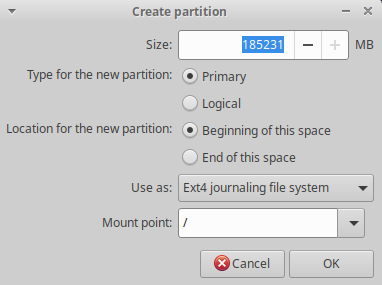 Create partition
Size: 185231 MB
Type for the new partition: Primary
Logical
Location for the new partition: Beginning of this space
End of this space
Use as: Ext4 journaling file system
Mount point: /
Cancel OK